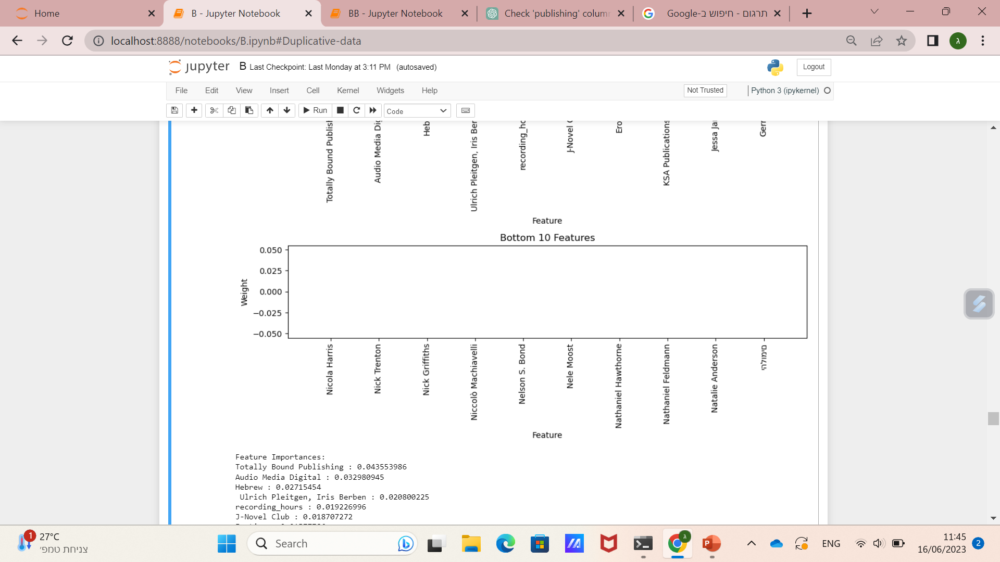 Home
B - Jupyter Notebook
BB - Jupyter Notebook
Check 'publishing' colum
תרגום - חיפוש ב-Google
localhost:8888/notebooks/B.ipynb#Duplicative-data
ג
jupyter B Last Checkpoint: Last Monday at 3:11 PM (autosaved)
Logout
File Edit View Insert Cell Kernel Widgets Help
Not Trusted
Python 3 (ipykernel)
Run
Code
Totally Bound Publish
Audio Media Dig
Heb
Ulrich Pleitgen, Iris Ber
recording_ho
J-Novel C
Ero
KSA Publications
Jessa Ja
Gerr
Feature
Bottom 10 Features
0.050
0.025
0.000
−0.025
−0.050
Weight
Nicola Harris
Nick Trenton
Nick Griffiths
Niccolò Machiavelli
Nelson S. Bond
Nele Moost
Nathaniel Hawthorne
Nathaniel Feldmann
Natalie Anderson
םימולהי
Feature
Feature Importances:
Totally Bound Publishing : 0.043553986
Audio Media Digital : 0.032980945
Hebrew : 0.02715454
Ulrich Pleitgen, Iris Berben : 0.020800225
recording_hours : 0.019226996
J-Novel Club : 0.018707272
1
27°C
צניחת טמפ'
Search
ג
P
ENG
11:45
16/06/2023
2